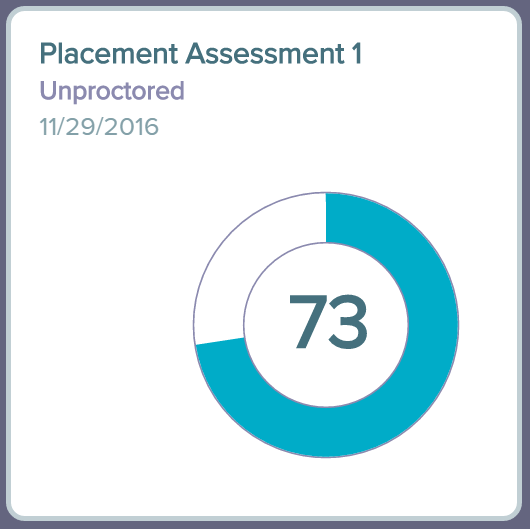 Placement Assessment 1
Unproctored
11/29/2016
73